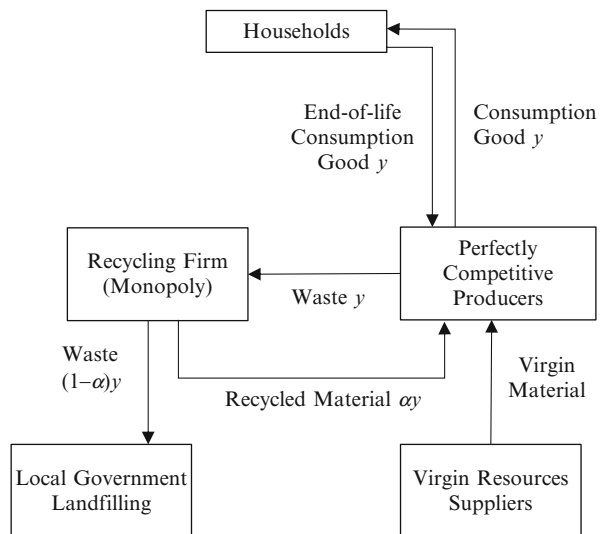 Households
End-of-life
Consumption
Good y
Consumption
Good y
Recycling Firm
(Monopoly)
Perfectly
Competitive
Producers
Waste y
Waste
(1–α)y
Recycled Material αy
Virgin
Material
Local Government
Landfilling
Virgin Resources
Suppliers